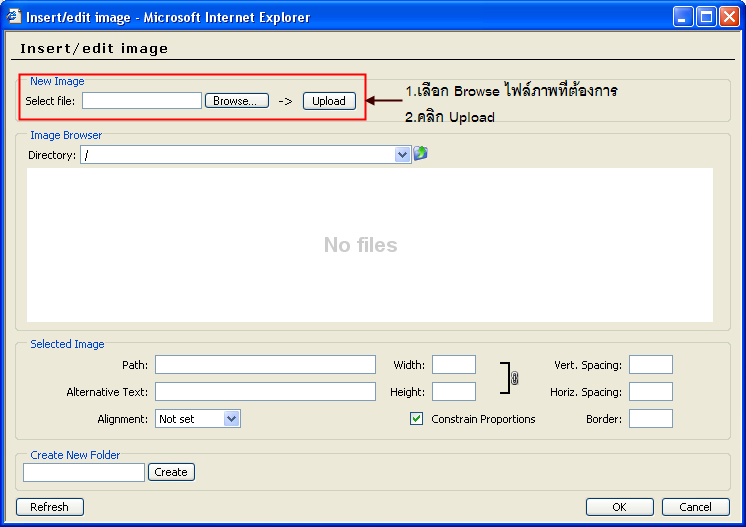 Insert/edit image - Microsoft Internet Explorer
Insert/edit image
New Image
Select file: Browse... -> Upload
1.เลือก Browse ไฟล์ภาพที่ต้องการ
2.คลิก Upload
Image Browser
Directory: /
No files
Selected Image
Path: Width: Vert. Spacing:
Alternative Text: Height: Horiz. Spacing:
Alignment: Not set Constrain Proportions Border:
Create New Folder
Create
Refresh OK Cancel